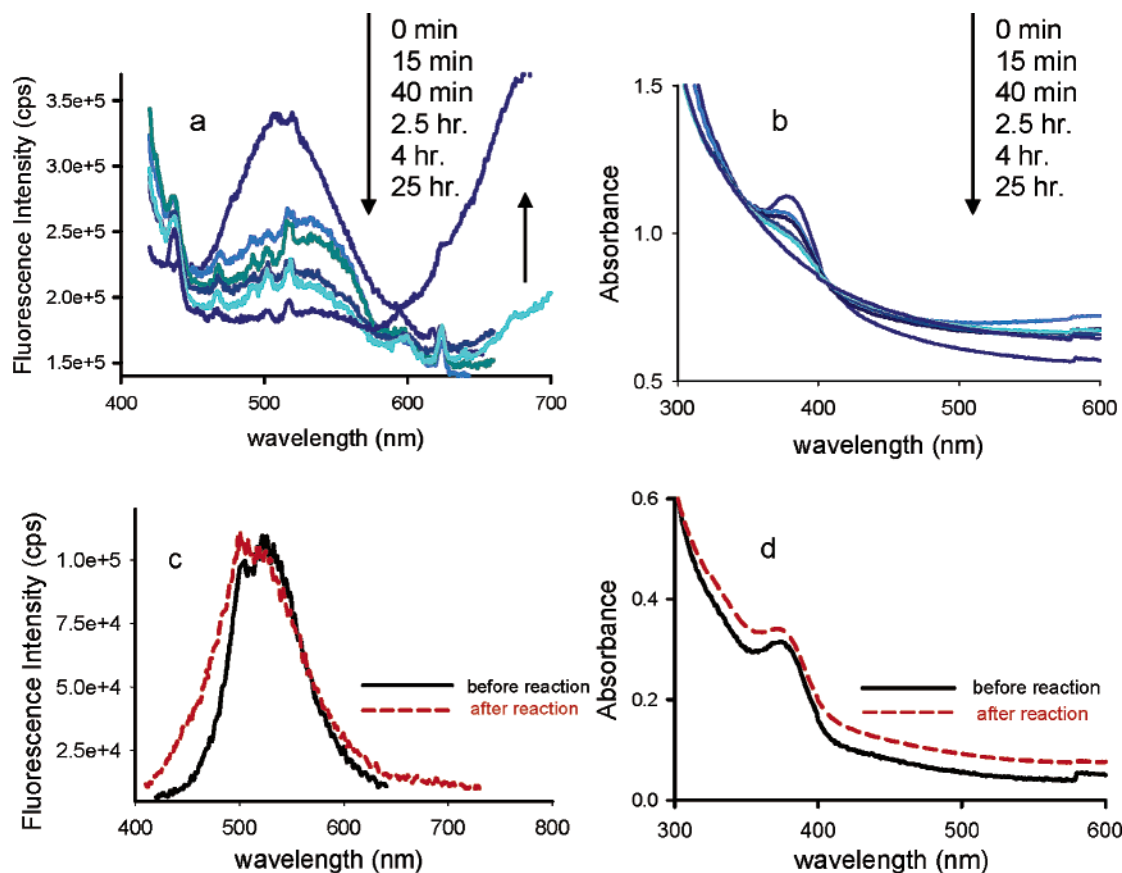 0 min
15 min
40 min
2.5 hr.
4 hr.
25 hr.
a
Fluorescence Intensity (cps)
3.5e+5
3.0e+5
2.5e+5
2.0e+5
1.5e+5
400 500 600 700
wavelength (nm)
0 min
15 min
40 min
2.5 hr.
4 hr.
25 hr.
b
Absorbance
1.5
1.0
0.5
300 400 500 600
wavelength (nm)
c
Fluorescence Intensity (cps)
1.0e+5
7.5e+4
5.0e+4
2.5e+4
before reaction
after reaction
400 500 600 700 800
wavelength (nm)
d
Absorbance
0.6
0.4
0.2
0.0
before reaction
after reaction
300 400 500 600
wavelength (nm)